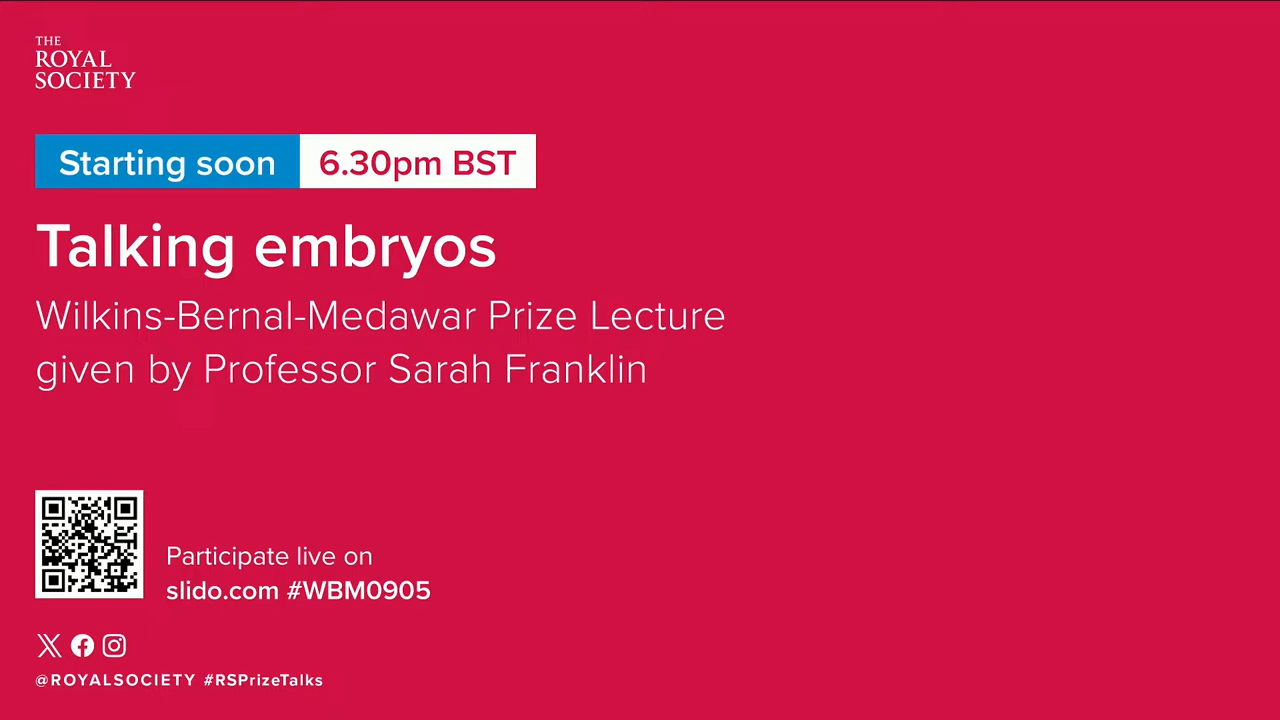 THE
ROYAL
SOCIETY
Starting soon 6.30pm BST
Talking embryos
Wilkins-Bernal-Medawar Prize Lecture
given by Professor Sarah Franklin
Participate live on
slido.com #WBM0905
@ROYALSOCIETY #RSPrizeTalks